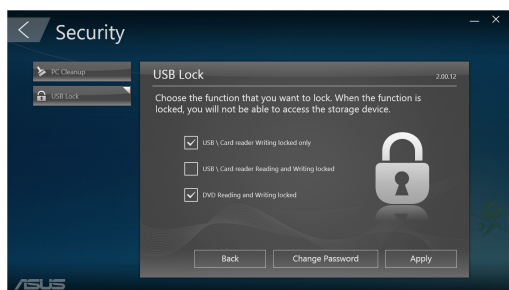 Security
PC Cleanup
USB Lock
USB Lock
2.00.12
Choose the function that you want to lock. When the function is
locked, you will not be able to access the storage device.
USB \ Card reader Writing locked only
USB \ Card reader Reading and Writing locked
DVD Reading and Writing locked
Back
Change Password
Apply
ASUS